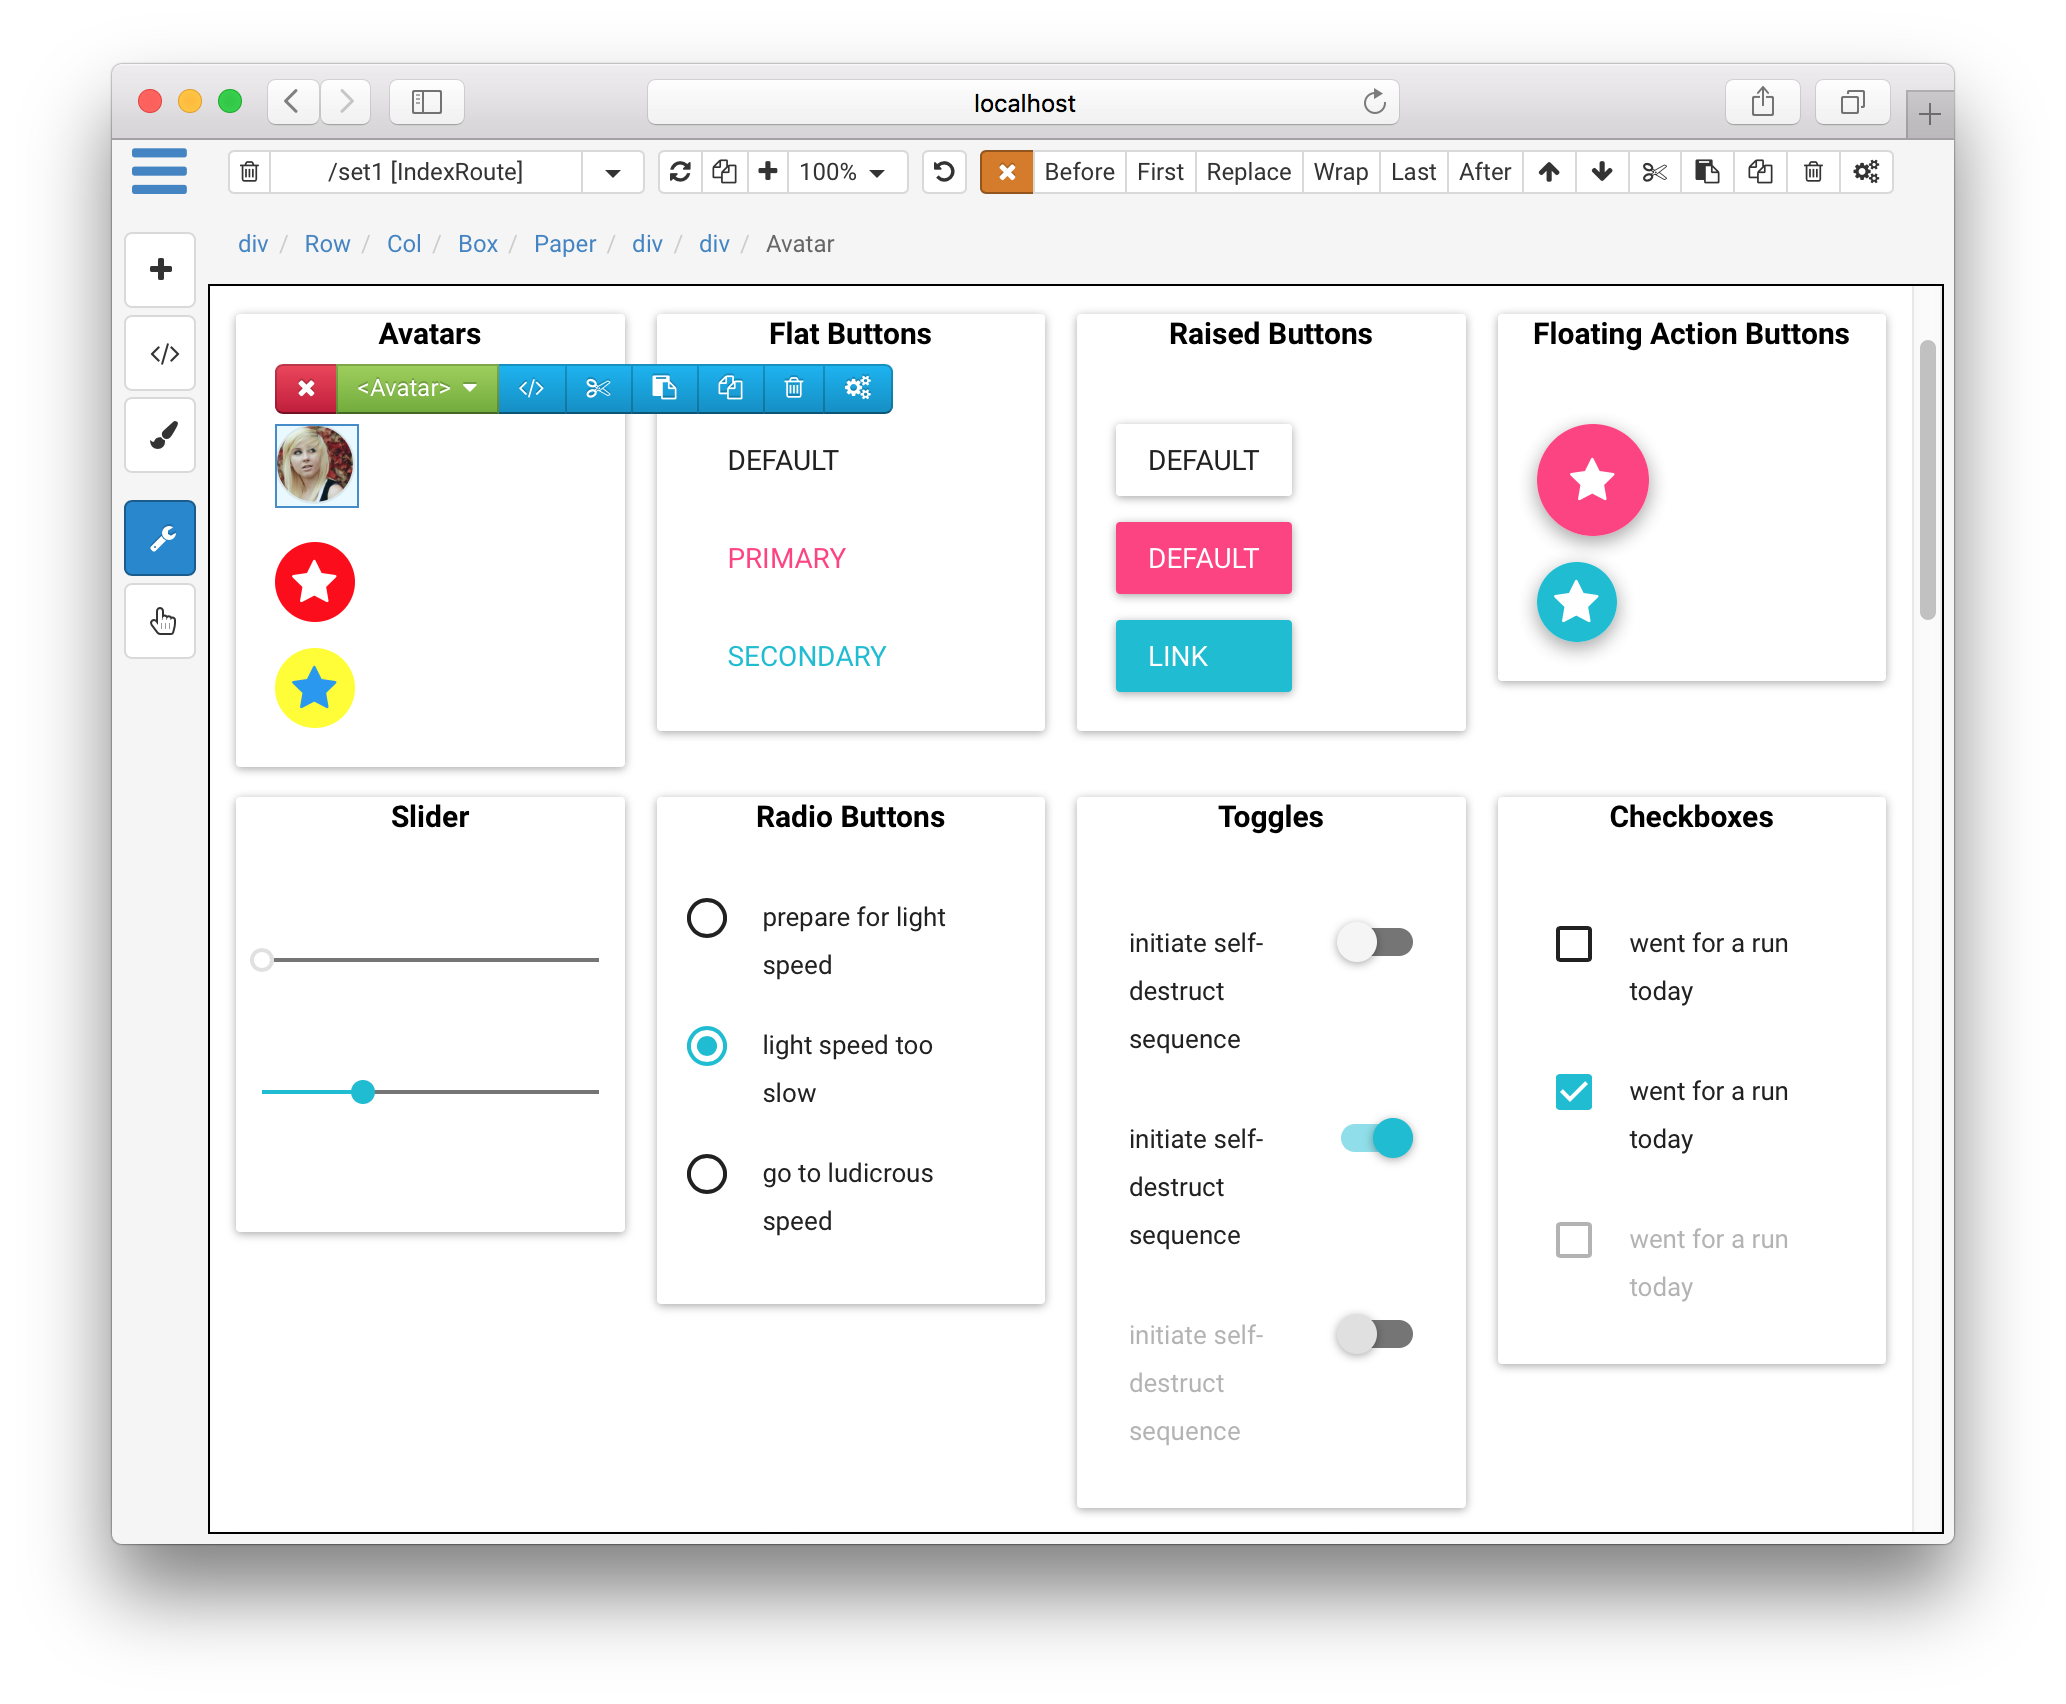 localhost
/set1 [IndexRoute]
100%
Before
First
Replace
Wrap
Last
After
div / Row / Col / Box / Paper / div / div / Avatar
Avatars
<Avatar>
Flat Buttons
DEFAULT
PRIMARY
SECONDARY
Raised Buttons
DEFAULT
DEFAULT
LINK
Floating Action Buttons
Slider
Radio Buttons
prepare for light
speed
light speed too
slow
go to ludicrous
speed
Toggles
initiate self-
destruct
sequence
initiate self-
destruct
sequence
initiate self-
destruct
sequence
Checkboxes
went for a run
today
went for a run
today
went for a run
today